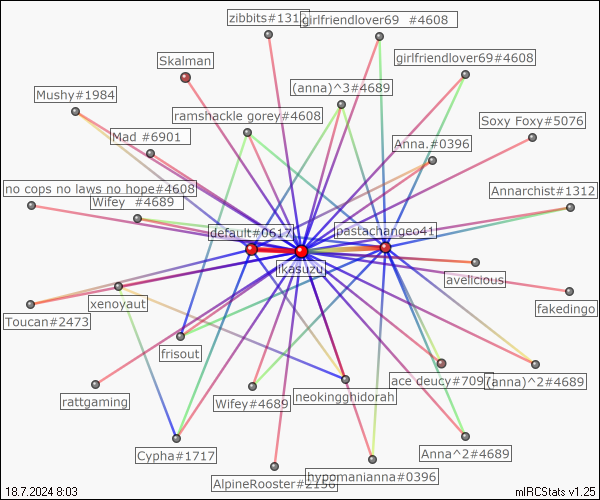 zibbits#131
girlfriendlover69 #4608
Skalman
girlfriendlover69#4608
(anna)^3#4689
Mushy#1984
ramshackle gorey#4608
Soxy Foxy#5076
Mad #6901
Anna.#0396
no cops no laws no hope#4608
Annarchist#1312
Wifey #4689
default#0617
pastachangeo41
ikasuzu
avelicious
xenoyaut
fakedingo
Toucan#2473
frisout
ace deucy#7097
(anna)^2#4689
rattgaming
Wifey#4689
neokingghidorah
Cypha#1717
Anna^2#4689
AlpineRooster#2156
hypomanianna#0396
18.7.2024 8:03
mIRCStats v1.25